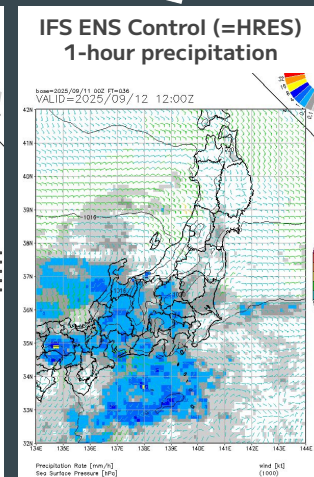 IFS ENS Control (=HRES)
1-hour precipitation
base=2025/09/11 00Z FT=036
VALID=2025/09/12 12:00Z
42N
41N
40N
39N
38N
37N
36N
35N
34N
33N
32N
1016
134E 135E 136E 137E 138E 139E 140E 141E 142E 143E 144E
Precipitation Rate [mm/h]
Sea Surface Pressure [hPa]
Wind [kt]
(1000)